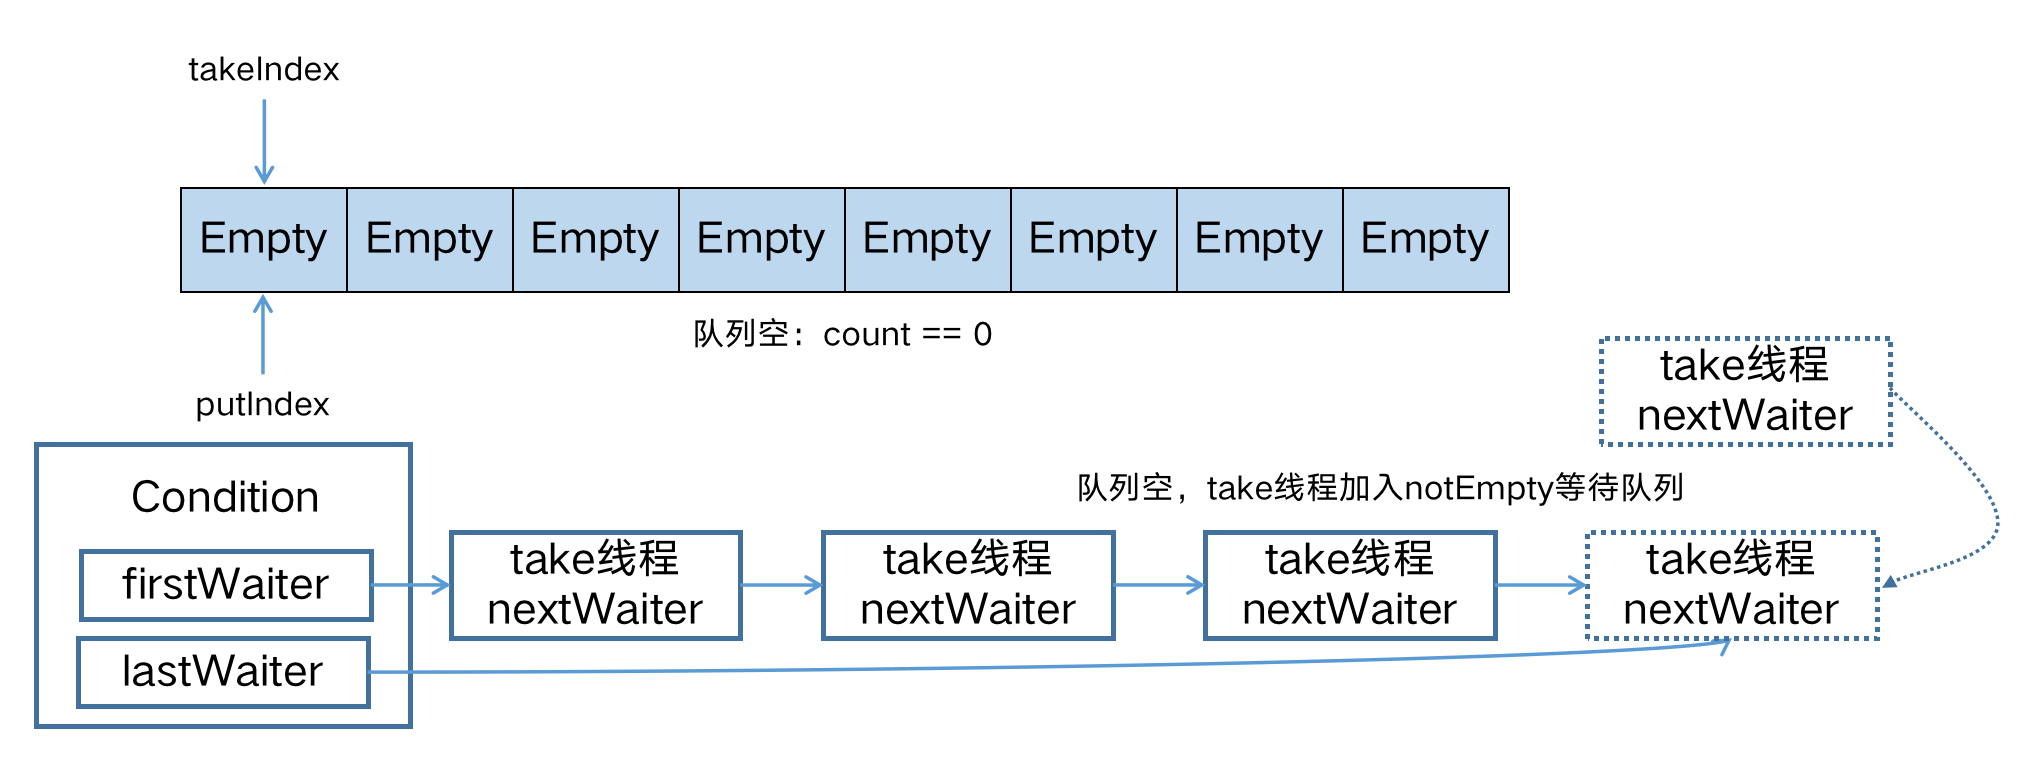 takeIndex
Empty Empty Empty Empty Empty Empty Empty Empty
队列空：count == 0
putIndex
take线程
nextWaiter
队列空，take线程加入notEmpty等待队列
Condition
firstWaiter
lastWaiter
take线程
nextWaiter
take线程
nextWaiter
take线程
nextWaiter
take线程
nextWaiter